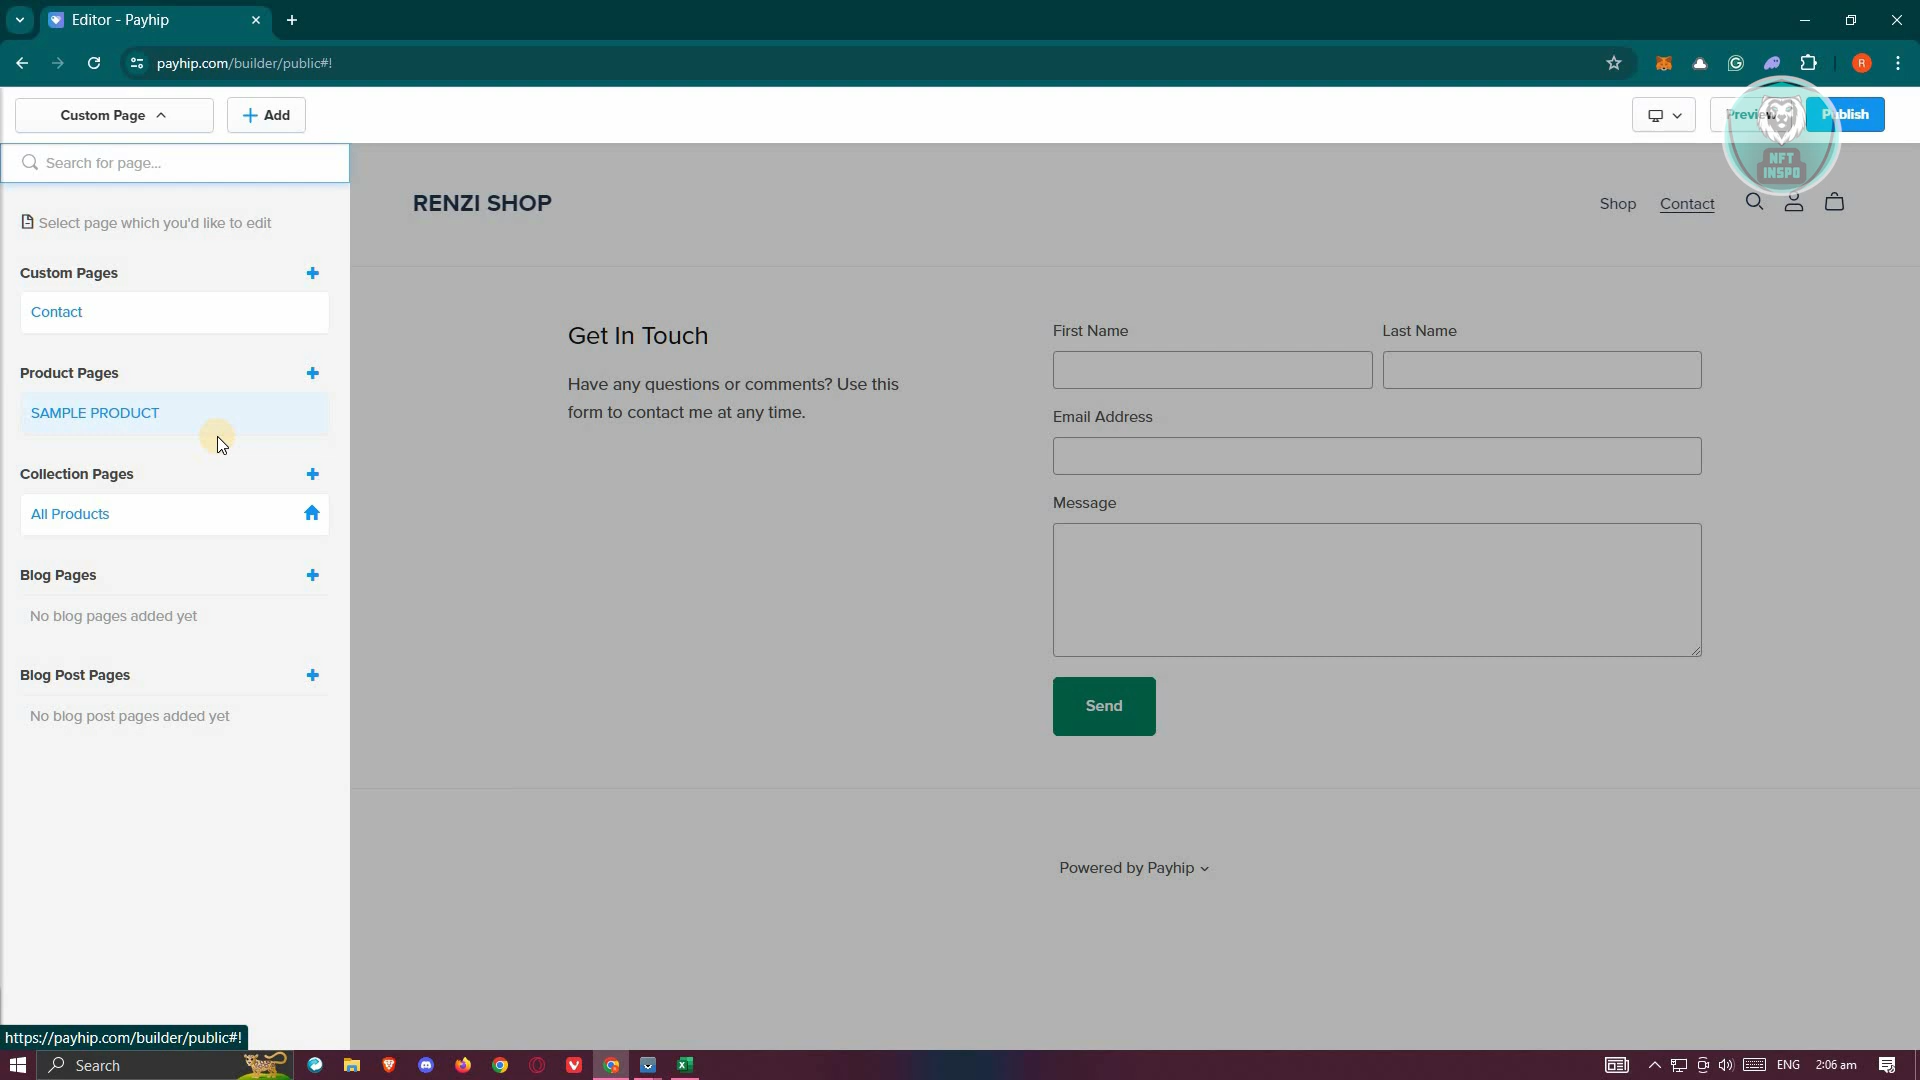 Editor - Payhip
payhip.com/builder/public#!
R
Custom Page
Add
Preview
Publish
NFT
INSPO
Search for page...
Select page which you'd like to edit
Custom Pages
Contact
Product Pages
SAMPLE PRODUCT
Collection Pages
All Products
Blog Pages
No blog pages added yet
Blog Post Pages
No blog post pages added yet
RENZI SHOP
Shop
Contact
Get In Touch
Have any questions or comments? Use this
form to contact me at any time.
First Name
Last Name
Email Address
Message
Send
Powered by Payhip
https://payhip.com/builder/public#!
Search
ENG
2:06 am